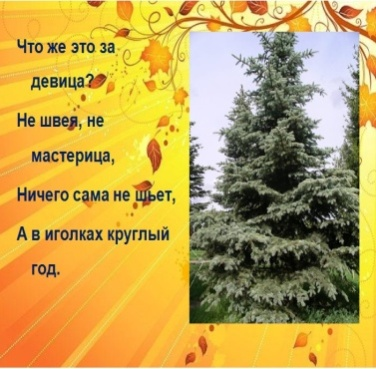 Что же это за
девица?
Не швея, не
мастерица,
Ничего сама не шьет,
А в иголках круглый
год.